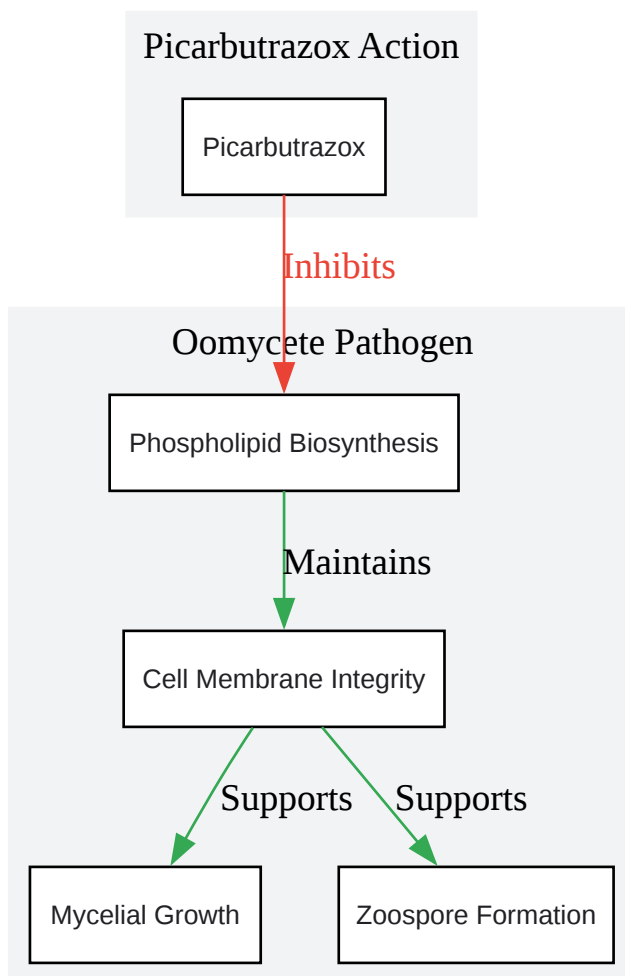 Picarbutrazox Action
Picarbutrazox
Inhibits
Oomycete Pathogen
Phospholipid Biosynthesis
Maintains
Cell Membrane Integrity
Supports
Supports
Mycelial Growth
Zoospore Formation